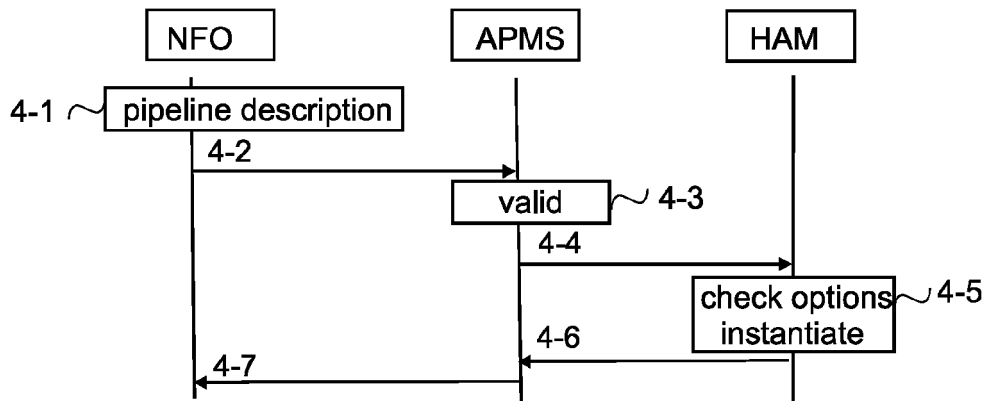 NFO
APMS
HAM
4-1
pipeline description
4-2
valid
4-3
4-4
check options
instantiate
4-5
4-6
4-7